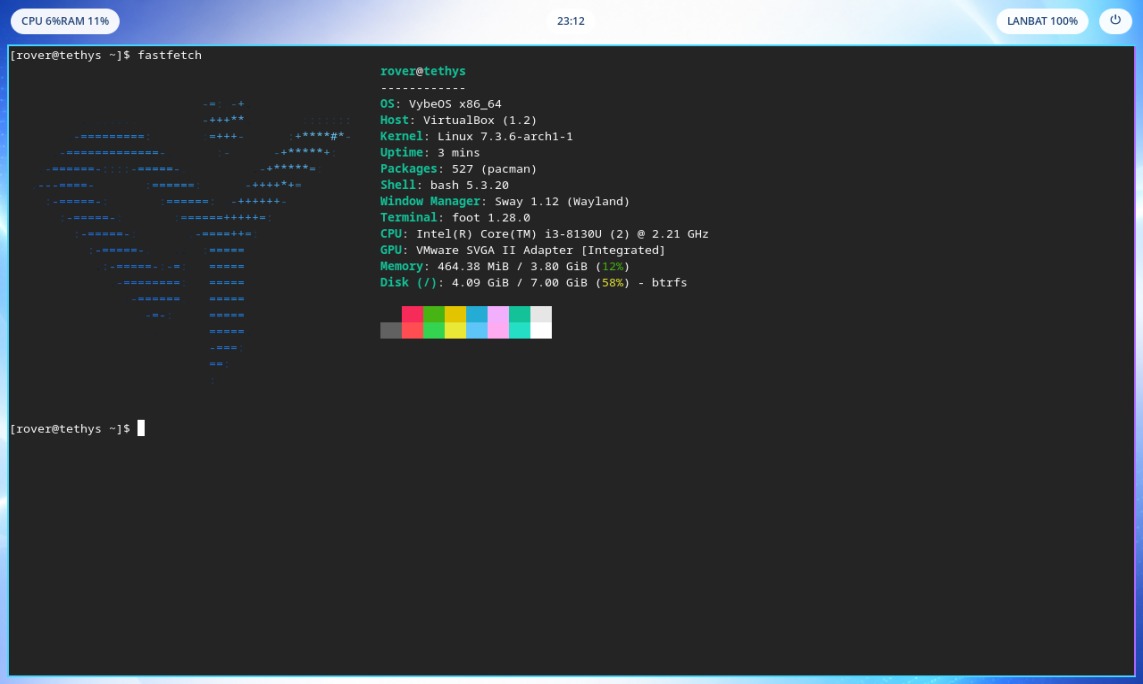 CPU 6%RAM 11%
23:12
LANBAT 100%
[rover@tethys ~]$ fastfetch
rover@tethys
------------
OS: VybeOS x86_64
Host: VirtualBox (1.2)
Kernel: Linux 7.3.6-arch1-1
Uptime: 3 mins
Packages: 527 (pacman)
Shell: bash 5.3.20
Window Manager: Sway 1.12 (Wayland)
Terminal: foot 1.28.0
CPU: Intel(R) Core(TM) i3-8130U (2) @ 2.21 GHz
GPU: VMware SVGA II Adapter [Integrated]
Memory: 464.38 MiB / 3.80 GiB (12%)
Disk (/): 4.09 GiB / 7.00 GiB (58%) - btrfs
[rover@tethys ~]$